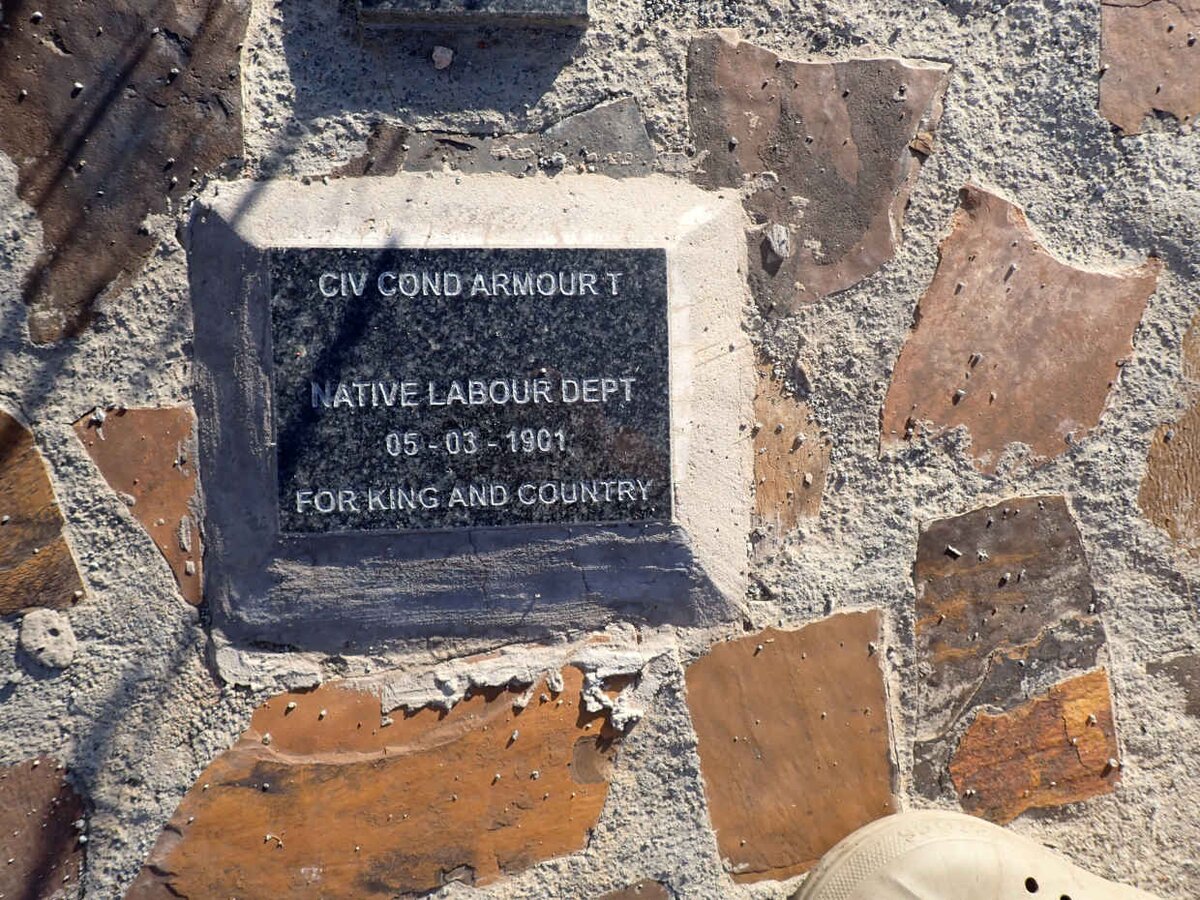 CIV COND ARMOUR T
NATIVE LABOUR DEPT
05 - 03 - 1901
FOR KING AND COUNTRY